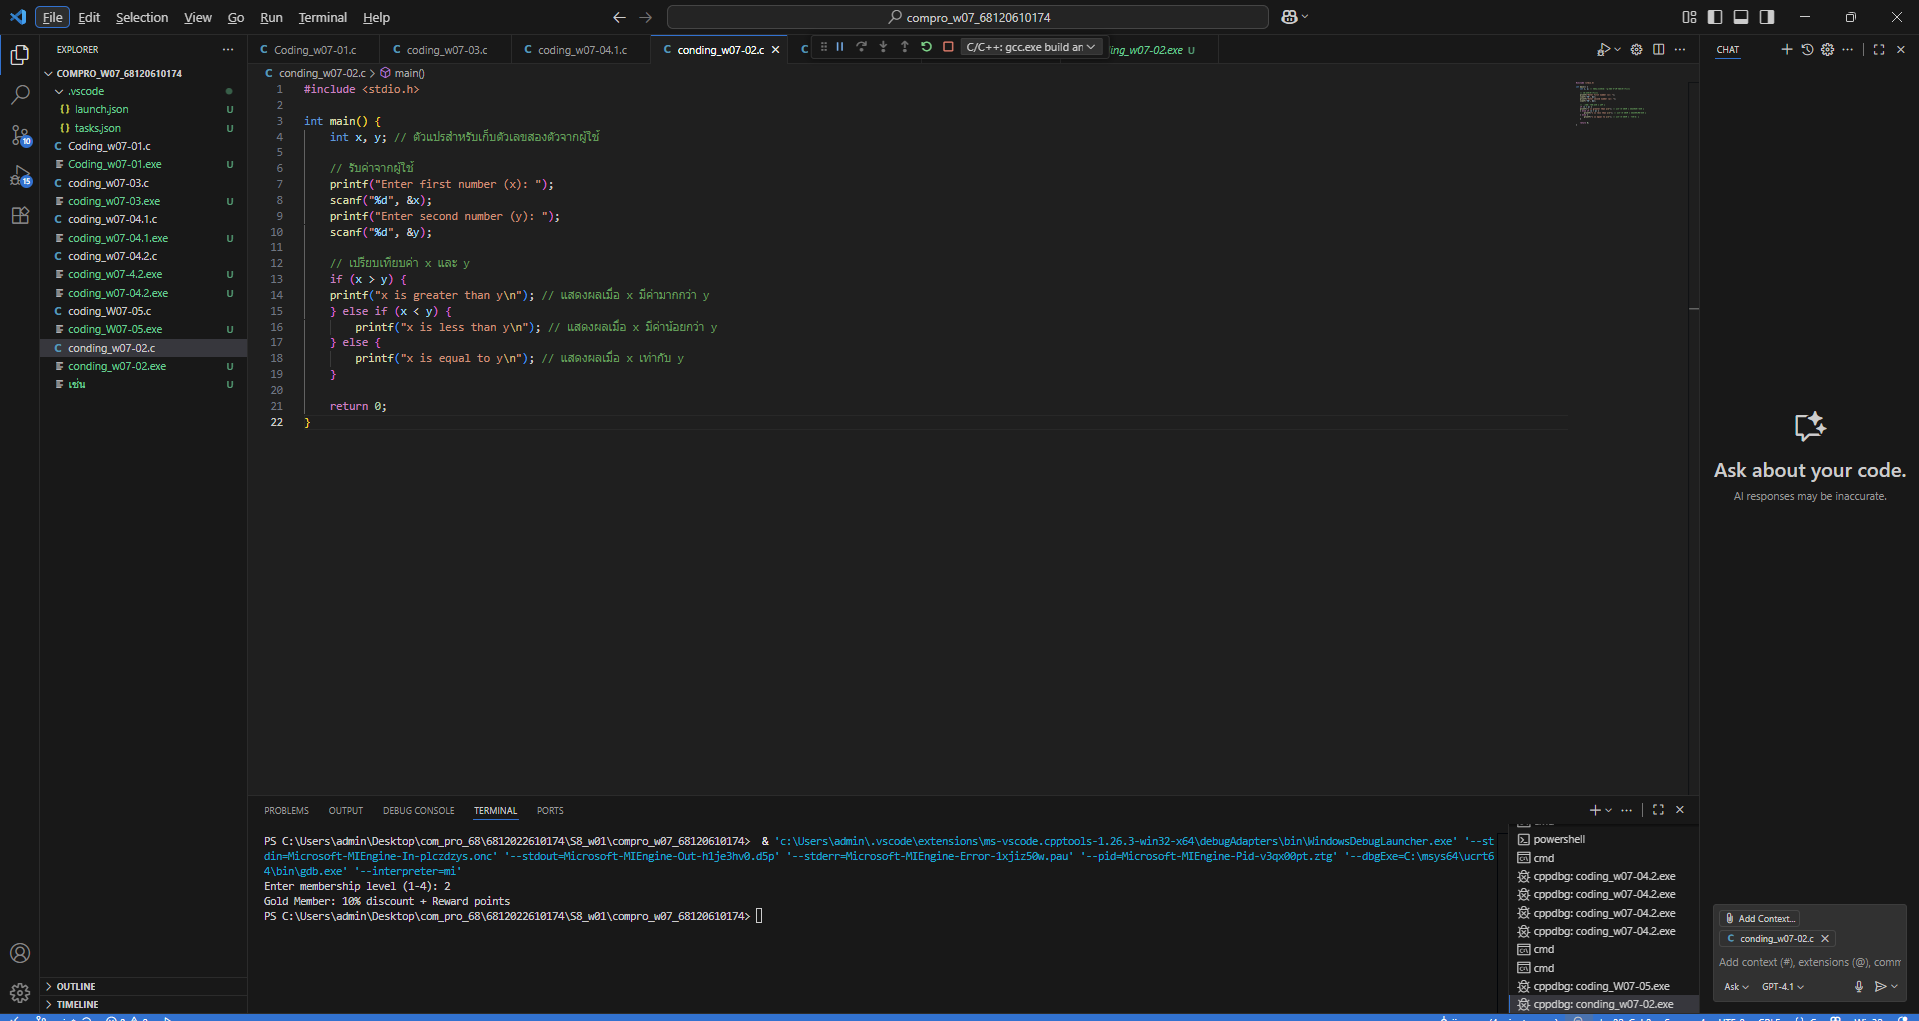 File Edit Selection View Go Run Terminal Help
compro_w07_68120610174
EXPLORER
COMPRO_W07_68120610174
.vscode
launch.json U
tasks.json U
Coding_w07-01.c
Coding_w07-01.exe U
coding_w07-03.c
coding_w07-03.exe U
coding_w07-04.1.c
coding_w07-04.1.exe U
coding_w07-04.2.c
coding_w07-4.2.exe U
coding_w07-04.2.exe U
coding_W07-05.c
coding_W07-05.exe U
conding_w07-02.c
conding_w07-02.exe U
เช่น U
OUTLINE
TIMELINE
10
15
Coding_w07-01.c coding_w07-03.c coding_w07-04.1.c conding_w07-02.c C/C++: gcc.exe build ar ing_w07-02.exe U
conding_w07-02.c > main()
1 #include <stdio.h>
2
3 int main() {
4 int x, y; // ตัวแปรสำหรับเก็บตัวเลขสองตัวจากผู้ใช้
5
6 // รับค่าจากผู้ใช้
7 printf("Enter first number (x): ");
8 scanf("%d", &x);
9 printf("Enter second number (y): ");
10 scanf("%d", &y);
11
12 // เปรียบเทียบค่า x และ y
13 if (x > y) {
14 printf("x is greater than y\n"); // แสดงผลเมื่อ x มีค่ามากกว่า y
15 } else if (x < y) {
16 printf("x is less than y\n"); // แสดงผลเมื่อ x มีค่าน้อยกว่า y
17 } else {
18 printf("x is equal to y\n"); // แสดงผลเมื่อ x เท่ากับ y
19 }
20
21 return 0;
22 }
PROBLEMS OUTPUT DEBUG CONSOLE TERMINAL PORTS
PS C:\Users\admin\Desktop\com_pro_68\6812022610174\S8_w01\compro_w07_68120610174> & 'c:\Users\admin\.vscode\extensions\ms-vscode.cpptools-1.26.3-win32-x64\debugAdapters\bin\WindowsDebugLauncher.exe' '--st
din=Microsoft-MIEngine-In-plczdzys.onc' '--stdout=Microsoft-MIEngine-Out-h1je3hv0.d5p' '--stderr=Microsoft-MIEngine-Error-1xjiz50w.pau' '--pid=Microsoft-MIEngine-Pid-v3qx00pt.ztg' '--dbgExe=C:\msys64\ucrt6
4\bin\gdb.exe' '--interpreter=mi'
Enter membership level (1-4): 2
Gold Member: 10% discount + Reward points
PS C:\Users\admin\Desktop\com_pro_68\6812022610174\S8_w01\compro_w07_68120610174>
powershell
cmd
cppdbg: coding_w07-04.2.exe
cppdbg: coding_w07-04.2.exe
cppdbg: coding_w07-04.2.exe
cppdbg: coding_w07-04.2.exe
cmd
cmd
cppdbg: coding_W07-05.exe
cppdbg: conding_w07-02.exe
CHAT
Ask about your code.
AI responses may be inaccurate.
Add Context...
conding_w07-02.c
Add context (#), extensions (@), comm
Ask GPT-4.1